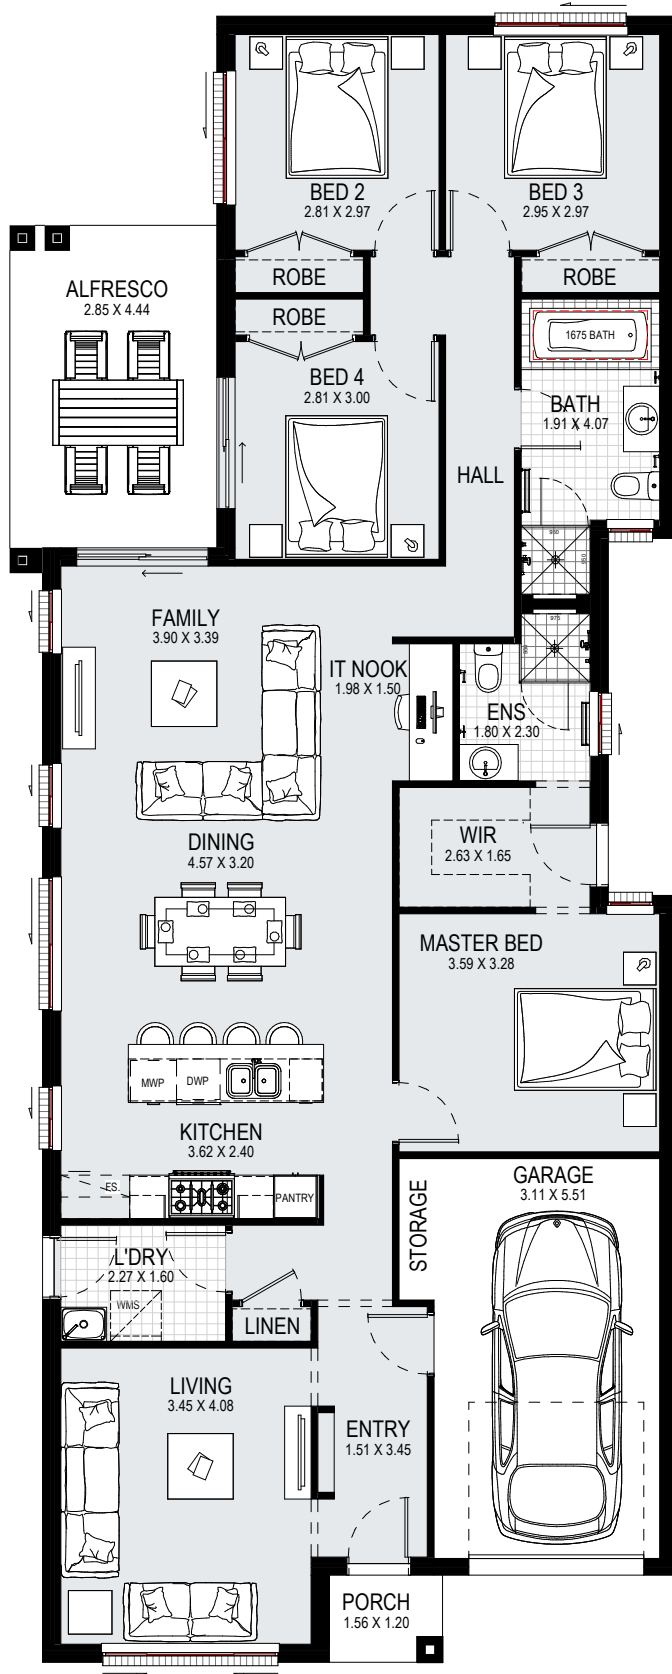 BED 2
2.81 X 2.97
BED 3
2.95 X 2.97
ROBE
ROBE
ALFRESCO
2.85 X 4.44
ROBE
1675 BATH
BED 4
2.81 X 3.00
BATH
1.91 X 4.07
HALL
950
950
FAMILY
3.90 X 3.39
975
900
IT NOOK
1.98 X 1.50
ENS
1.80 X 2.30
DINING
4.57 X 3.20
WIR
2.63 X 1.65
MASTER BED
3.59 X 3.28
MWP
DWP
KITCHEN
3.62 X 2.40
FS.
PANTRY
STORAGE
GARAGE
3.11 X 5.51
L'DRY
2.27 X 1.60
WMS
LINEN
LIVING
3.45 X 4.08
ENTRY
1.51 X 3.45
PORCH
1.56 X 1.20